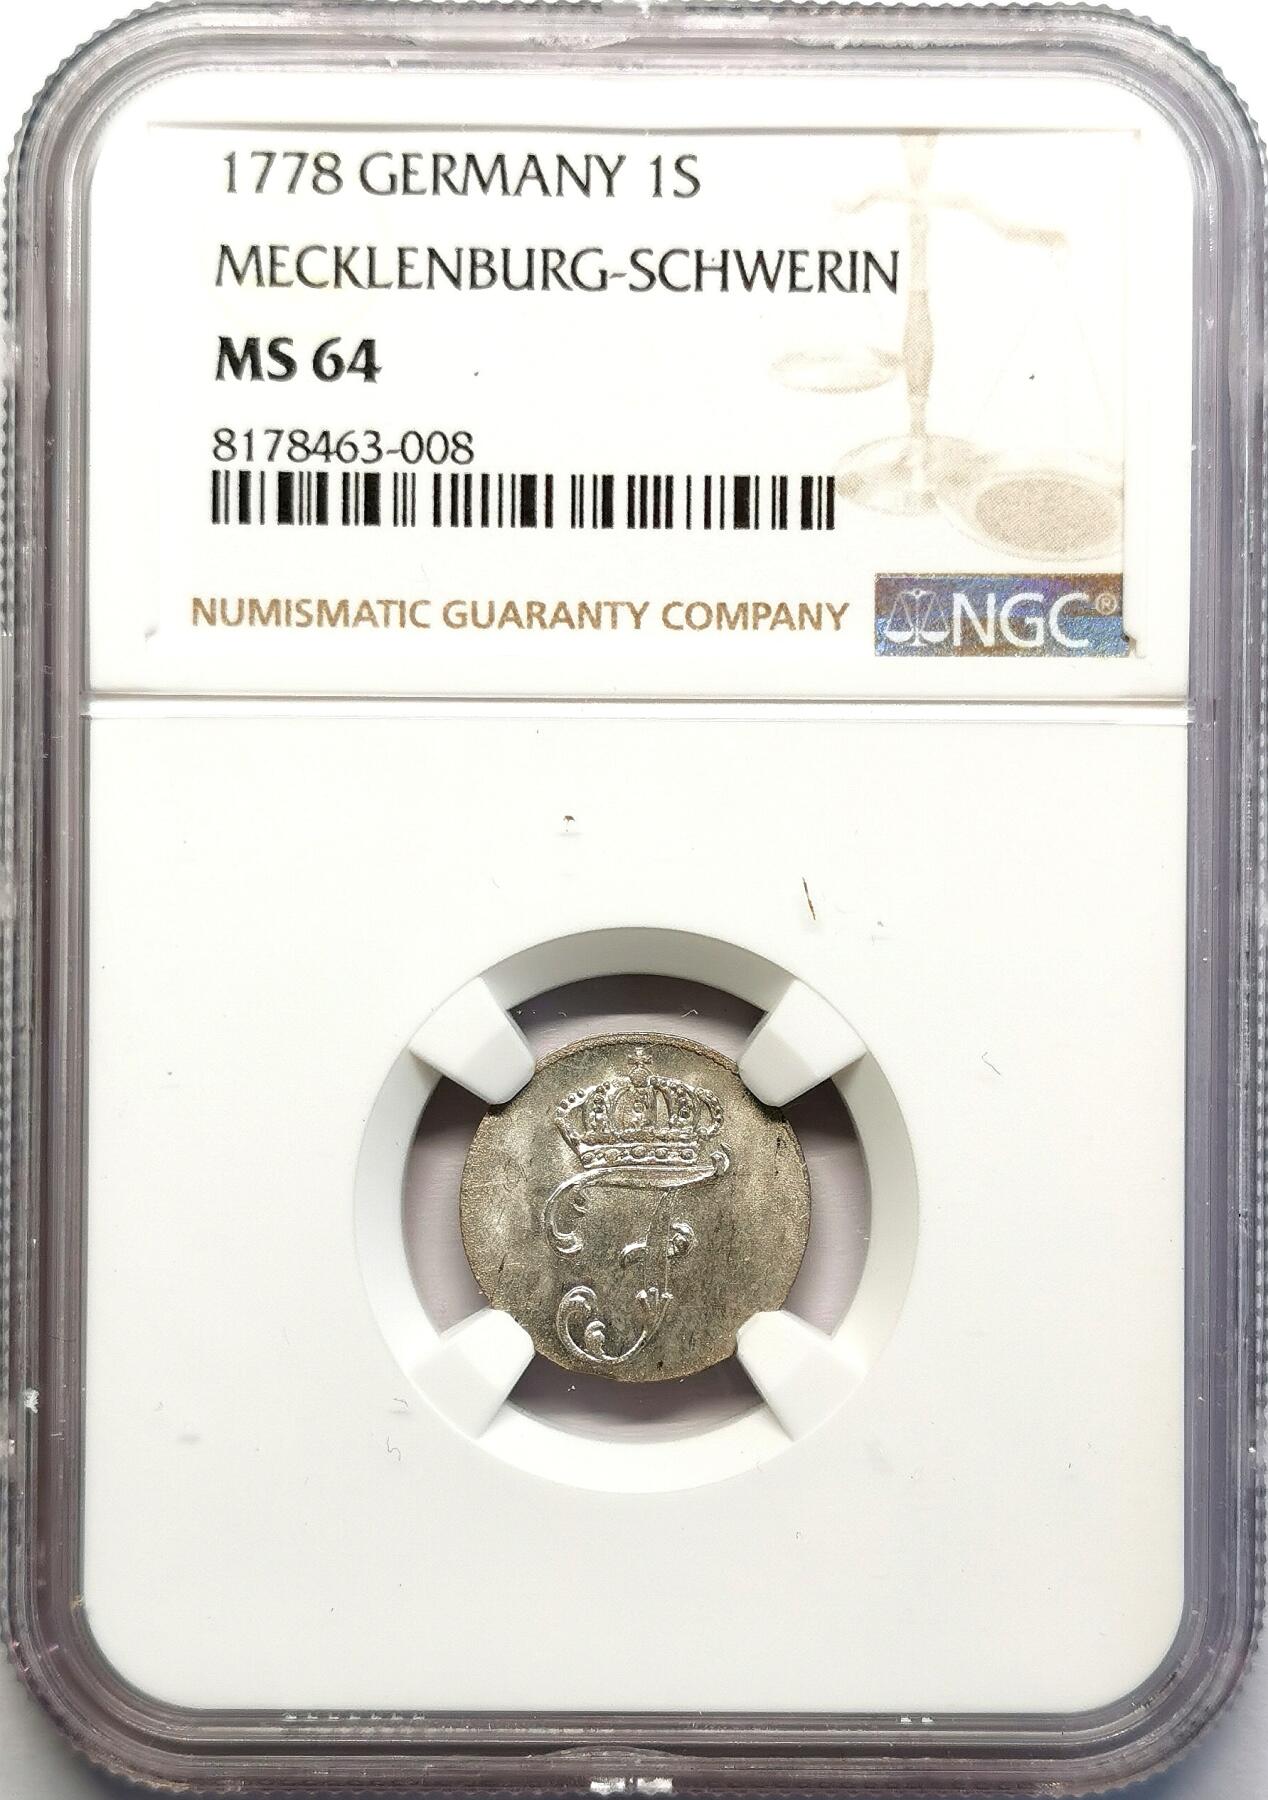 1778 GERMANY 1S
MECKLENBURG-SCHWERIN
MS 64
8178463-008
NUMISMATIC GUARANTY COMPANY NGC®
F